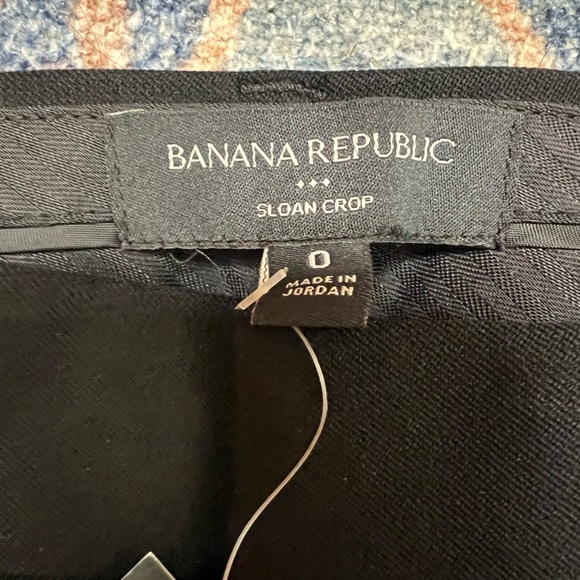 BANANA REPUBLIC
SLOAN CROP
0
MADE IN
JORDAN